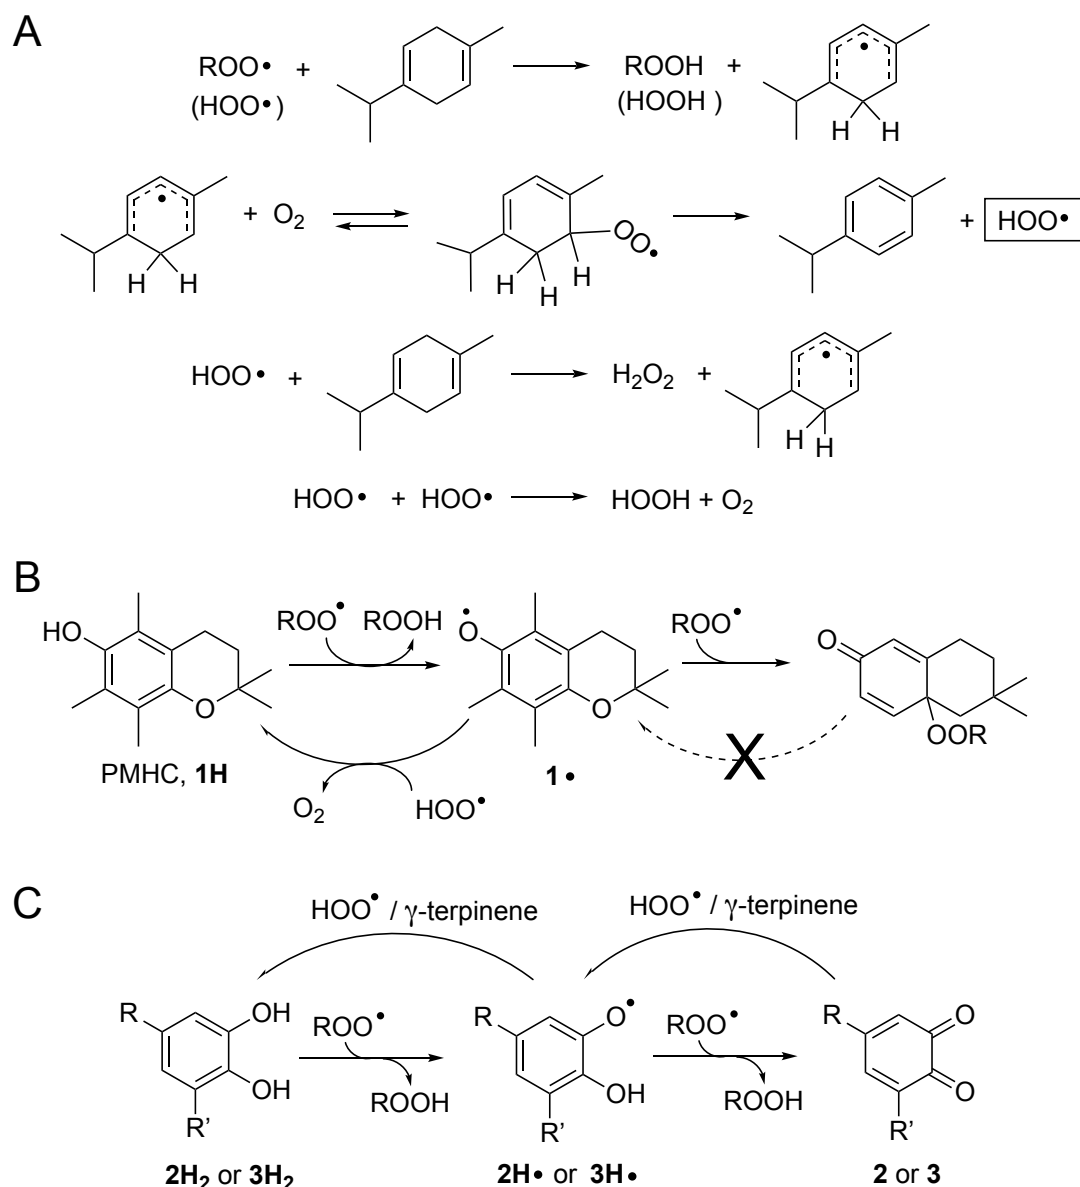 A
ROO• + ROOH +
(HOO•) (HOOH )
H H
+ O₂ + HOO•
OO•
H H H H H
HOO• + H₂O₂ +
H H
HOO• + HOO• HOOH + O₂
B
HO ROO• ROOH O• ROO• O
O O OOR
PMHC, 1H 1• X
O₂ HOO•
C
HOO• / γ-terpinene HOO• / γ-terpinene
R OH ROO• R O• ROO• R O
OH ROOH OH ROOH O
R' R' R'
2H₂ or 3H₂ 2H• or 3H• 2 or 3